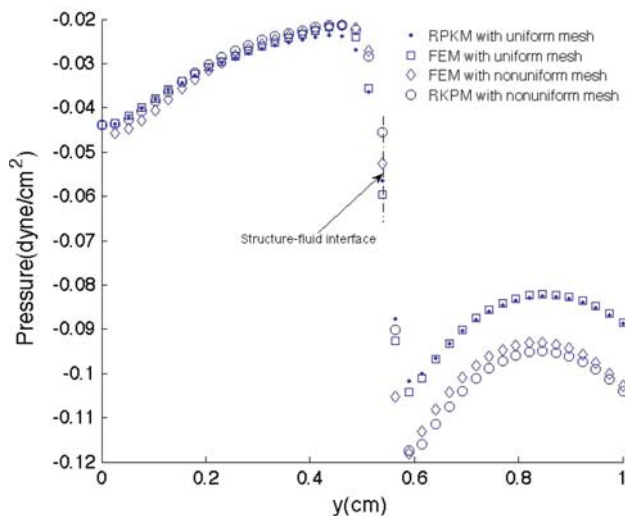 -0.02
-0.03
-0.04
-0.05
-0.06
-0.07
-0.08
-0.09
-0.1
-0.11
-0.12
Pressure(dyne/cm²)
RPKM with uniform mesh
FEM with uniform mesh
FEM with nonuniform mesh
RKPM with nonuniform mesh
Structure-fluid interface
0 0.2 0.4 0.6 0.8 1
y(cm)